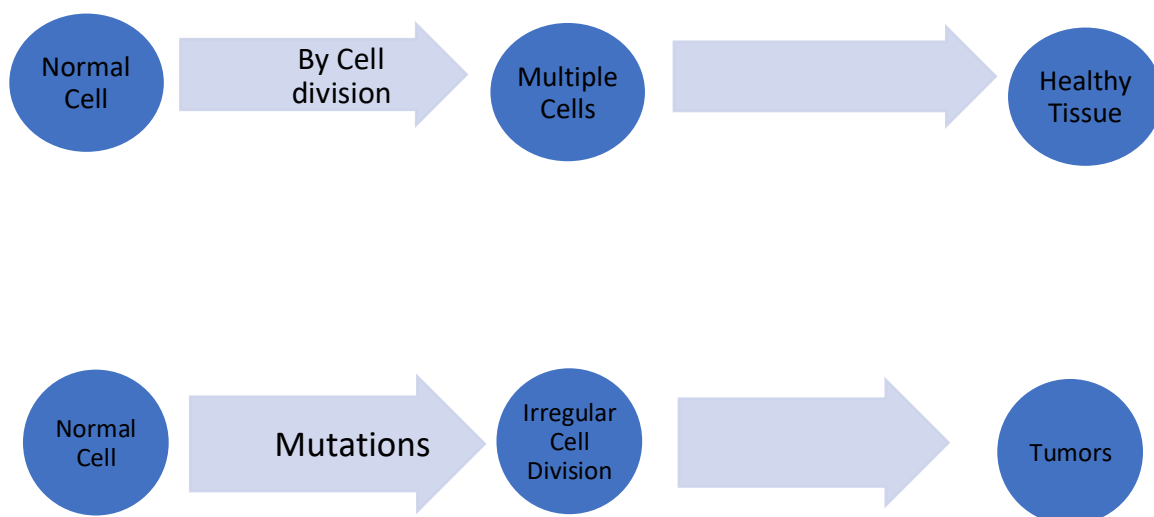 Normal
Cell
By Cell
division
Multiple
Cells
Healthy
Tissue
Normal
Cell
Mutations
Irregular
Cell
Division
Tumors